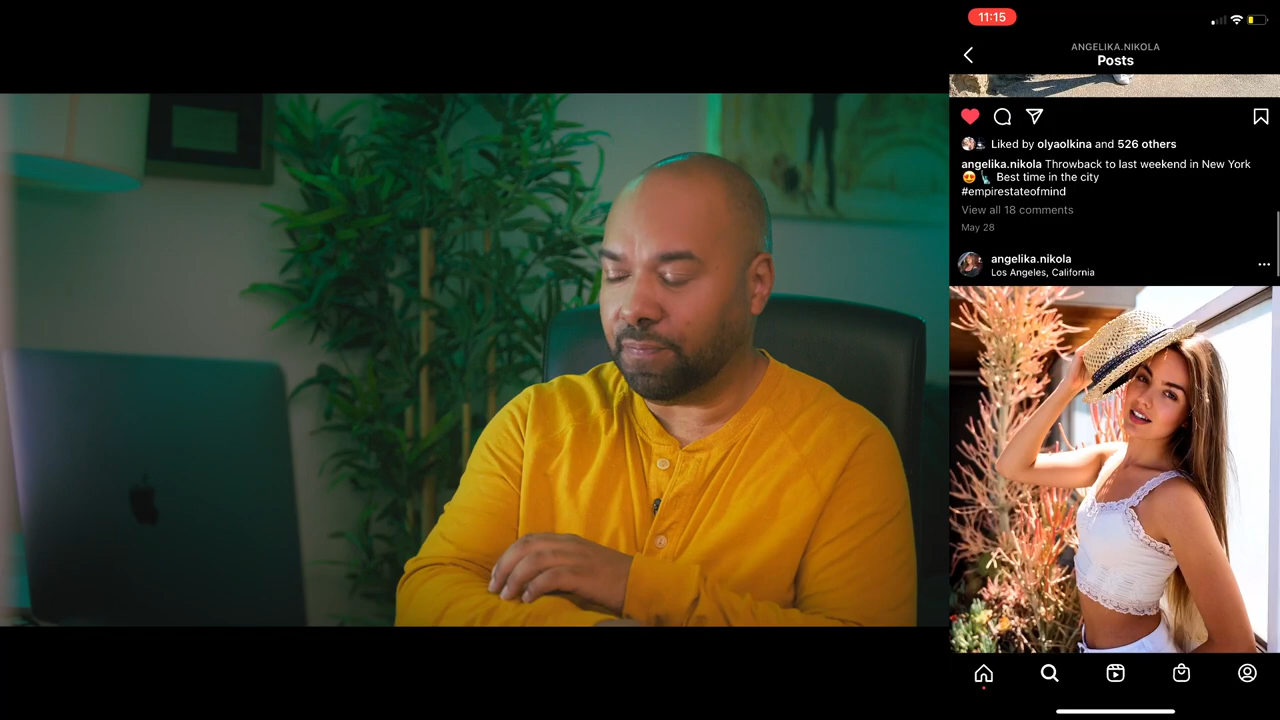 11:15
ANGELIKA.NIKOLA
Posts
Liked by olyaolkina and 526 others
angelika.nikola Throwback to last weekend in New York
😍 🗽 Best time in the city
#empirestateofmind
View all 18 comments
May 28
angelika.nikola
Los Angeles, California